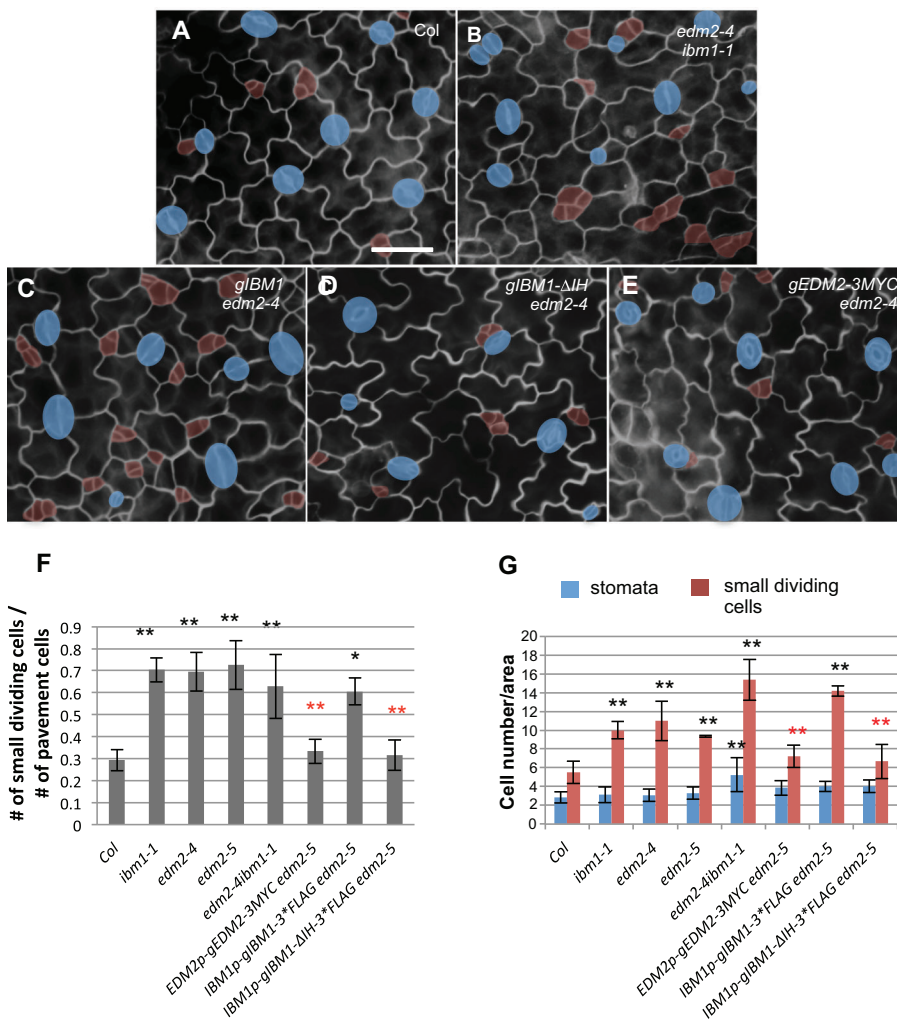 A
Col
B
edm2-4
ibm1-1
C
gIBM1
edm2-4
D
gIBM1-ΔIH
edm2-4
E
gEDM2-3MYC
edm2-4
F
# of small dividing cells /
# of pavement cells
0.9
0.8
0.7
0.6
0.5
0.4
0.3
0.2
0.1
0
**
**
**
**
**
*
**
Col
ibm1-1
edm2-4
edm2-5
edm2-4ibm1-1
EDM2p-gEDM2-3MYC edm2-5
IBM1p-gIBM1-3*FLAG edm2-5
IBM1p-gIBM1-ΔIH-3*FLAG edm2-5
G
stomata
small dividing
cells
Cell number/area
20
18
16
14
12
10
8
6
4
2
0
**
**
**
**
**
**
**
**
Col
ibm1-1
edm2-4
edm2-5
edm2-4ibm1-1
EDM2p-gEDM2-3MYC edm2-5
IBM1p-gIBM1-3*FLAG edm2-5
IBM1p-gIBM1-ΔIH-3*FLAG edm2-5